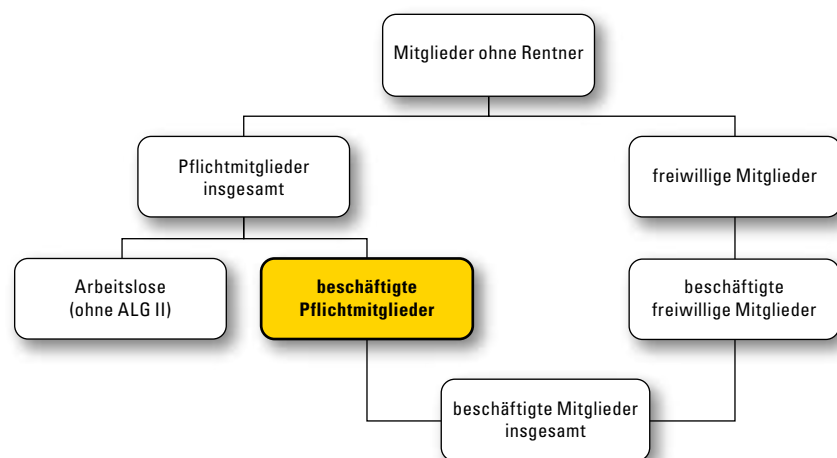 Mitglieder ohne Rentner
Pflichtmitglieder
insgesamt
freiwillige Mitglieder
Arbeitslose
(ohne ALG II)
beschäftigte
Pflichtmitglieder
beschäftigte
freiwillige Mitglieder
beschäftigte Mitglieder
insgesamt